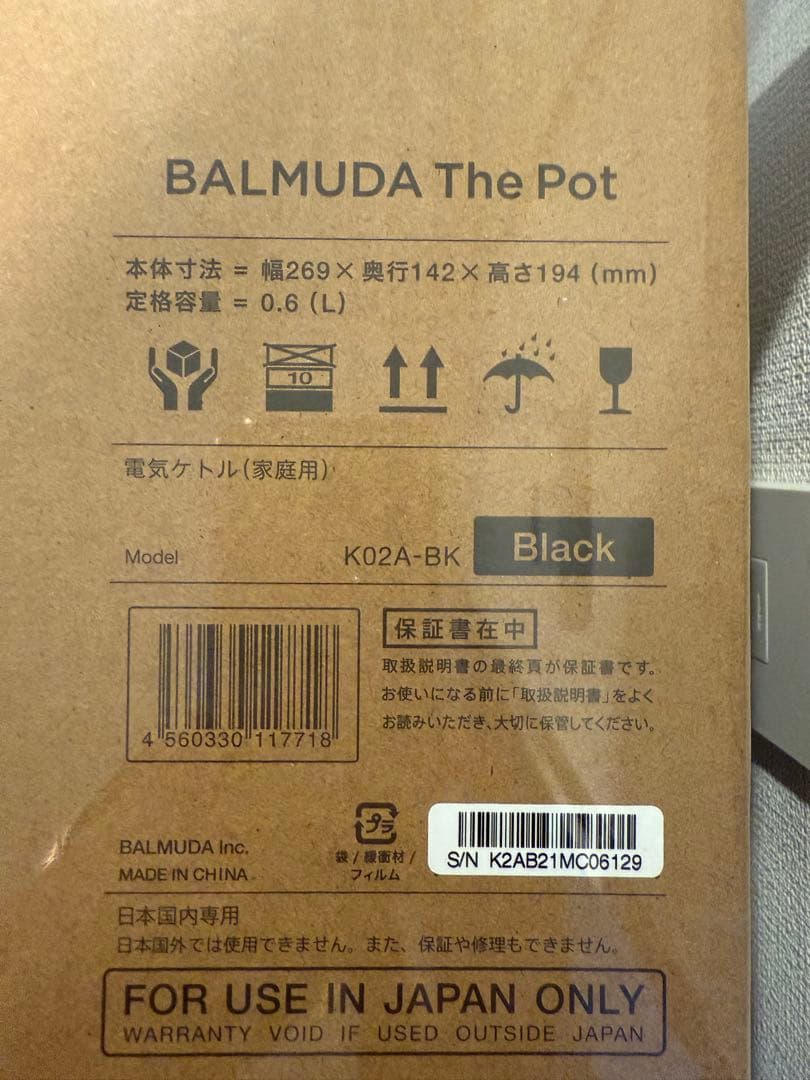 BALMUDA The Pot
本体寸法 = 幅269×奥行142×高さ194 (mm)
定格容量 = 0.6 (L)
10
電気ケトル(家庭用)
Model K02A-BK Black
保証書在中
取扱説明書の最終頁が保証書です。
お使いになる前に「取扱説明書」をよく
お読みいただき、大切に保管してください。
4 560330 117718
プラ
袋 / 緩衝材 /
フィルム
BALMUDA Inc.
MADE IN CHINA
S/N K2AB21MC06129
日本国内専用
日本国外では使用できません。また、保証や修理もできません。
FOR USE IN JAPAN ONLY
WARRANTY VOID IF USED OUTSIDE JAPAN